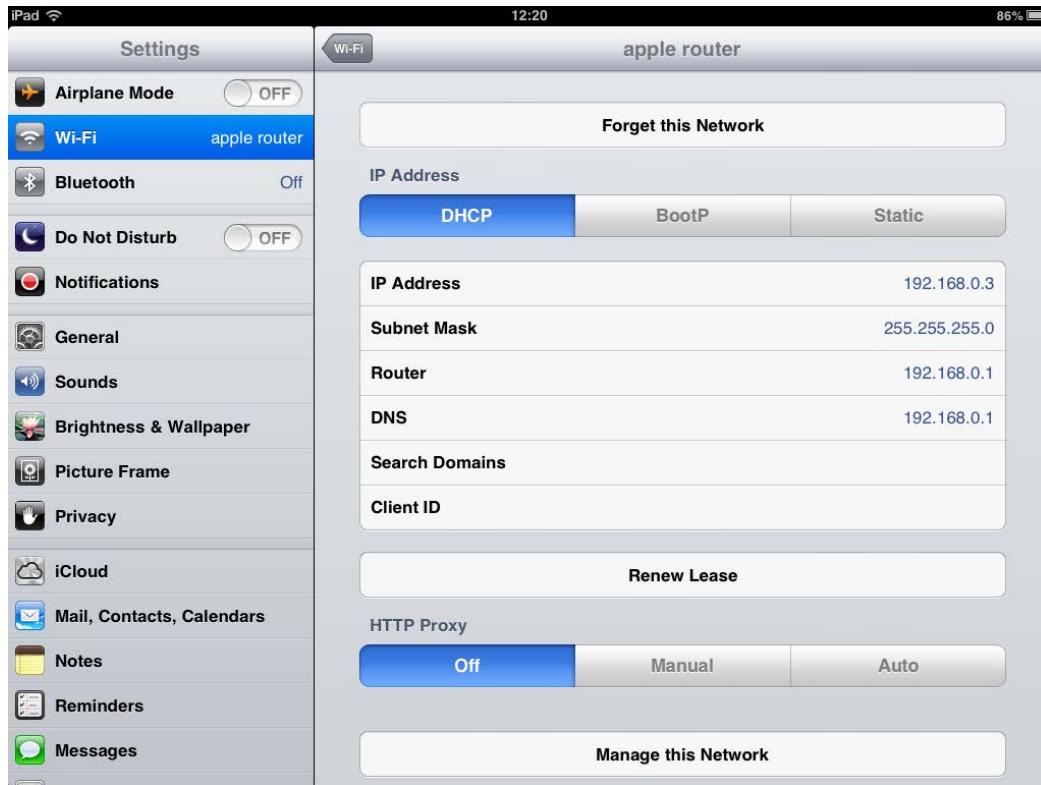 iPad 12:20 86%
Settings
Airplane Mode OFF
Wi-Fi apple router
Bluetooth Off
Do Not Disturb OFF
Notifications
General
Sounds
Brightness & Wallpaper
Picture Frame
Privacy
iCloud
Mail, Contacts, Calendars
Notes
Reminders
Messages
Wi-Fi apple router
Forget this Network
IP Address
DHCP BootP Static
IP Address 192.168.0.3
Subnet Mask 255.255.255.0
Router 192.168.0.1
DNS 192.168.0.1
Search Domains
Client ID
Renew Lease
HTTP Proxy
Off Manual Auto
Manage this Network